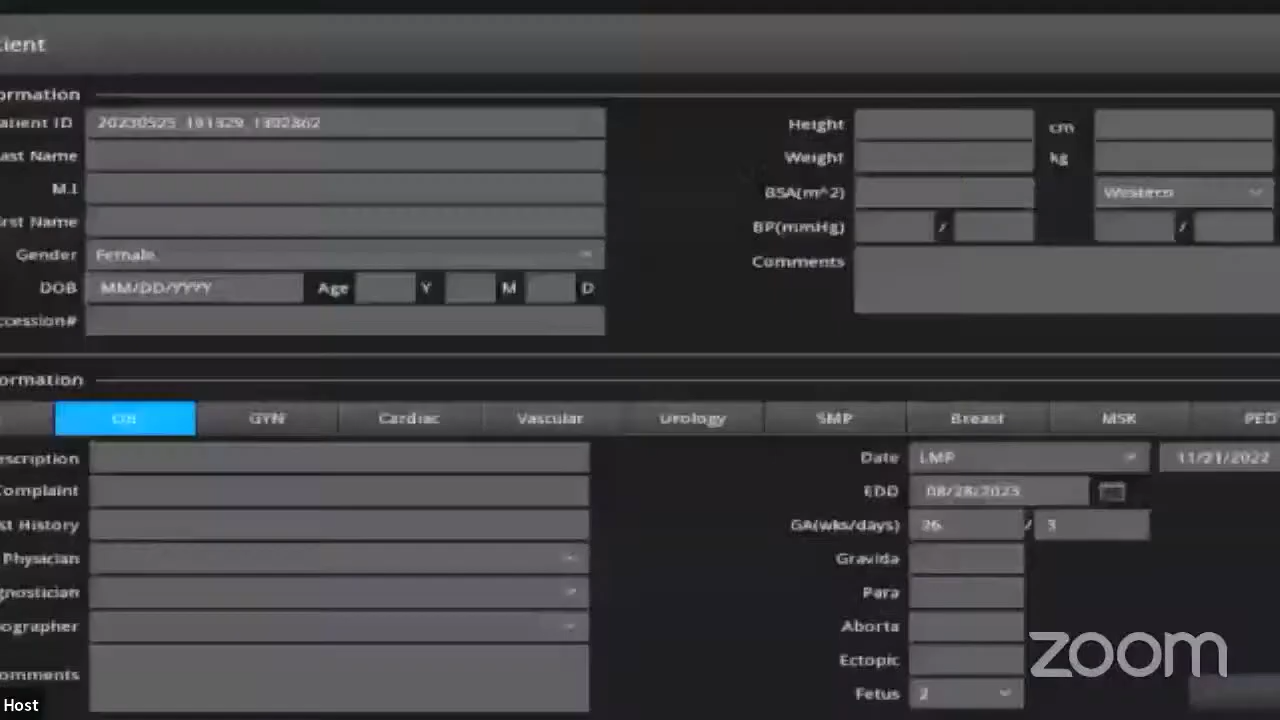 tient
ormation
atient ID 20230525_191329_1302362 Height cm
ast Name Weight kg
M.I BSA(m^2) Western
irst Name BP(mmHg) / /
Gender Female Comments
DOB MM/DD/YYYY Age Y M D
ccession#
ormation
OB GYN Cardiac Vascular Urology SMP Breast MSK PED
escription Date LMP 11/21/2022
Complaint EDD 08/28/2023
st History GA(wks/days) 26 / 3
Physician Gravida
gnostician Para
ographer Aborta
Ectopic
omments Fetus 2
zoom
Host